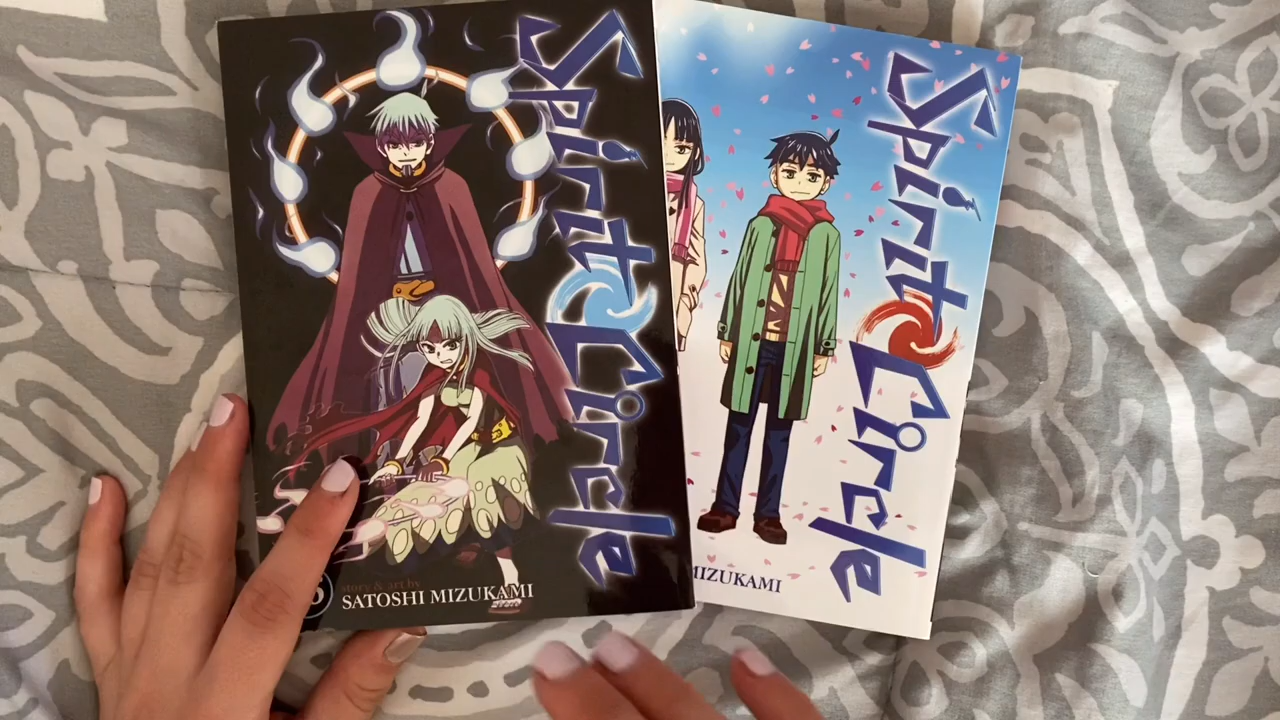 Spirit Circle
story & art by
SATOSHI MIZUKAMI
Spirit Circle
MIZUKAMI